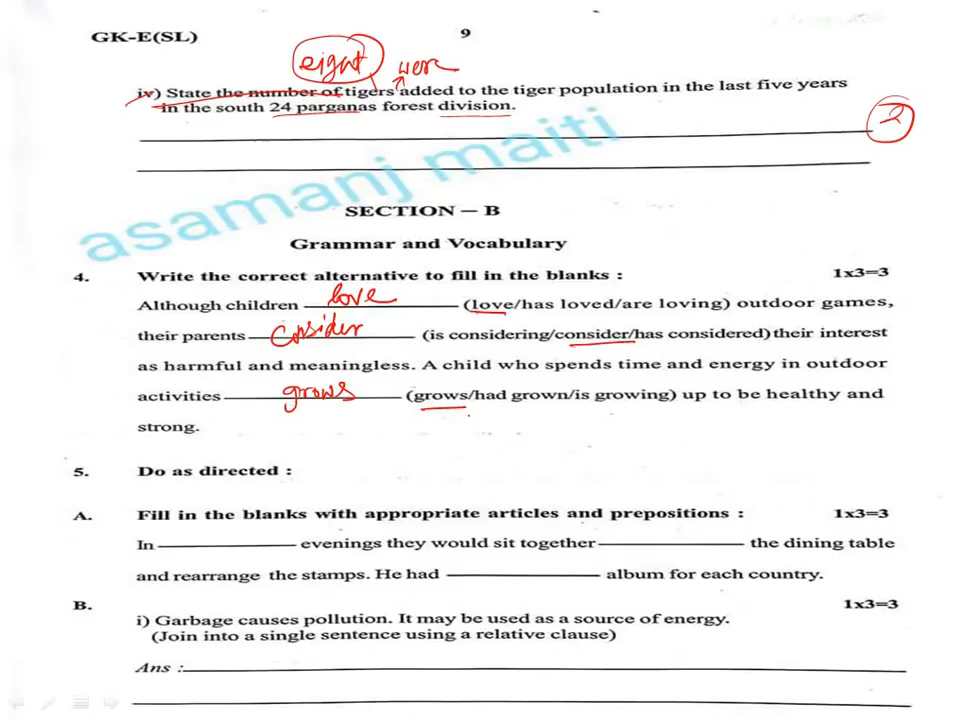 GK-E(SL)
9
eight were
iv) State the number of tigers added to the tiger population in the last five years
in the south 24 parganas forest division.
2
asamanj maiti
SECTION – B
Grammar and Vocabulary
4. Write the correct alternative to fill in the blanks : 1x3=3
Although children love (love/has loved/are loving) outdoor games,
their parents consider (is considering/consider/has considered) their interest
as harmful and meaningless. A child who spends time and energy in outdoor
activities grows (grows/had grown/is growing) up to be healthy and
strong.
5. Do as directed :
A. Fill in the blanks with appropriate articles and prepositions : 1x3=3
In ____________ evenings they would sit together ____________ the dining table
and rearrange the stamps. He had ____________ album for each country.
B. 1x3=3
i) Garbage causes pollution. It may be used as a source of energy.
(Join into a single sentence using a relative clause)
Ans :